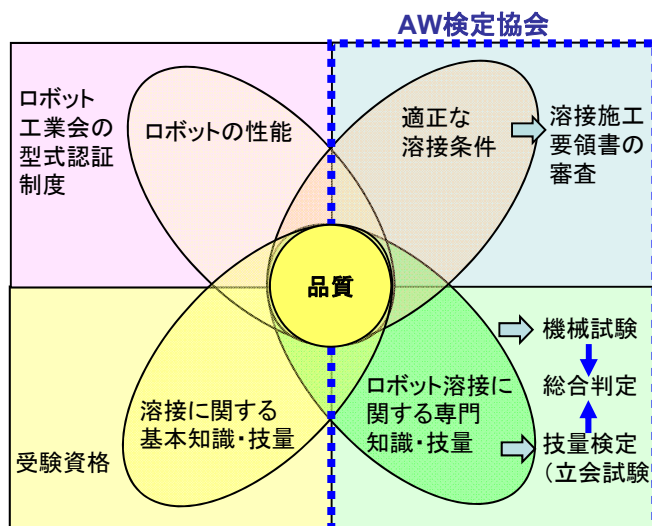 AW検定協会
ロボット
工業会の
型式認証
制度
ロボットの性能
適正な
溶接条件
溶接施工
要領書の
審査
品質
機械試験
総合判定
技量検定
（立会試験
溶接に関する
基本知識・技量
ロボット溶接に
関する専門
知識・技量
受験資格